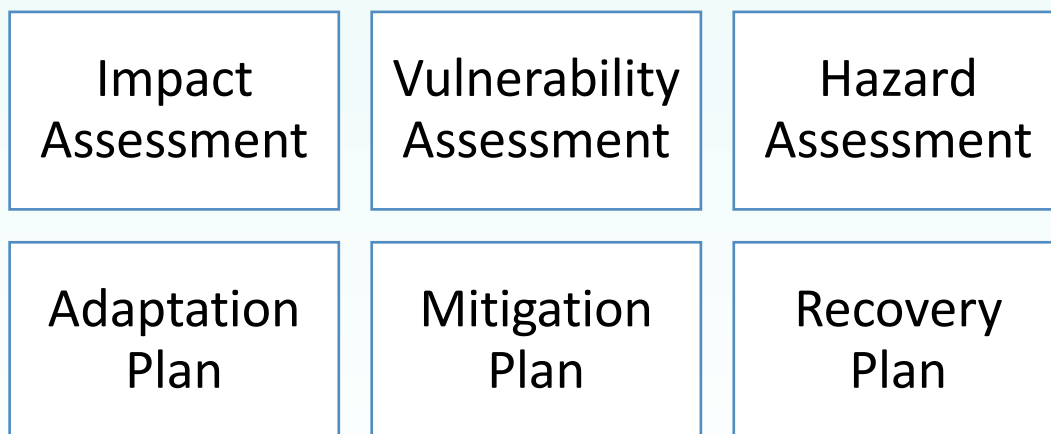 Impact
Assessment
Vulnerability
Assessment
Hazard
Assessment
Adaptation
Plan
Mitigation
Plan
Recovery
Plan